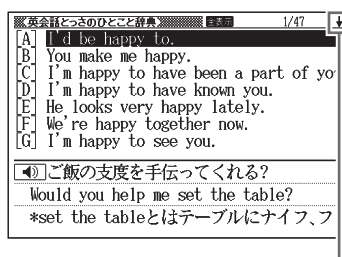 英会話とっさのひとこと辞典 全表示 1/47
[A] I'd be happy to.
[B] You make me happy.
[C] I'm happy to have been a part of yo
[D] I'm happy to have known you.
[E] He looks very happy lately.
[F] We're happy together now.
[G] I'm happy to see you.
ご飯の支度を手伝ってくれる?
Would you help me set the table?
*set the tableとはテーブルにナイフ、フ